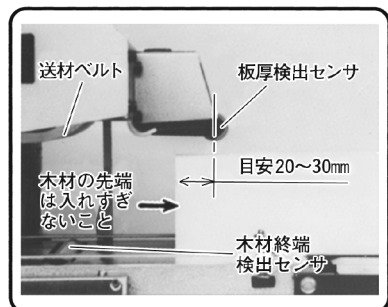 送材ベルト
板厚検出センサ
目安20～30mm
木材の先端
は入れすぎ
ないこと
木材終端
検出センサ